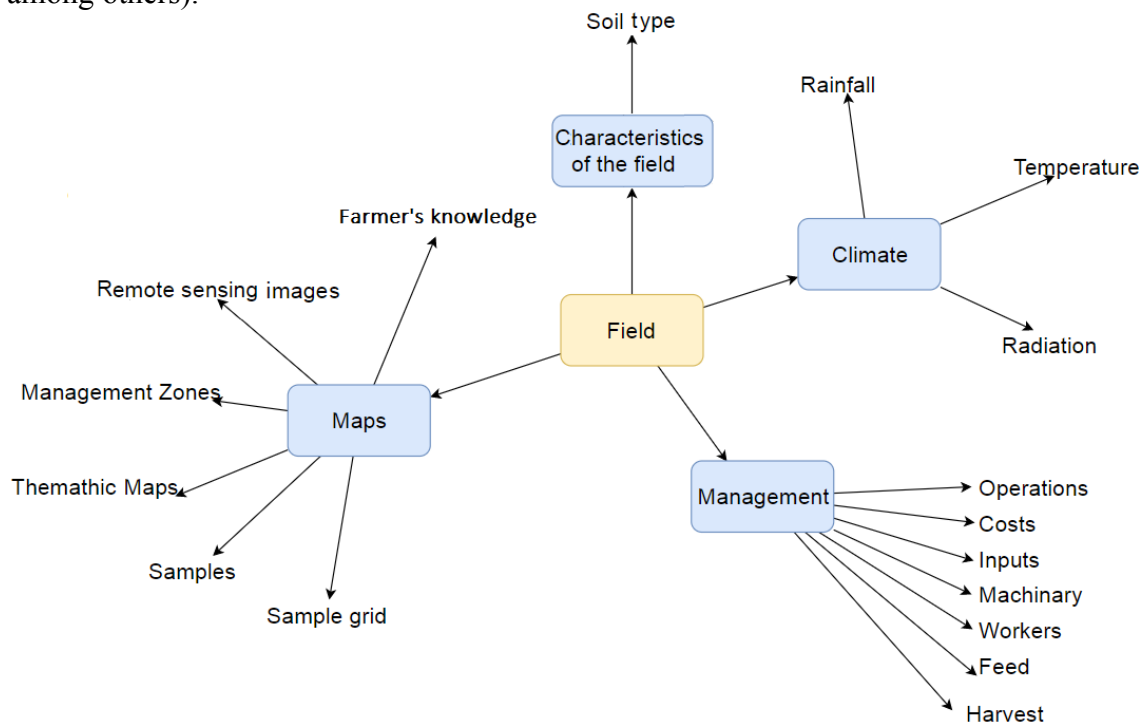 among others).
Soil type
Rainfall
Characteristics
of the field
Temperature
Farmer's knowledge
Climate
Remote sensing images
Field
Radiation
Management Zones
Maps
Themathic Maps
Management
Operations
Costs
Inputs
Samples
Machinary
Sample grid
Workers
Feed
Harvest